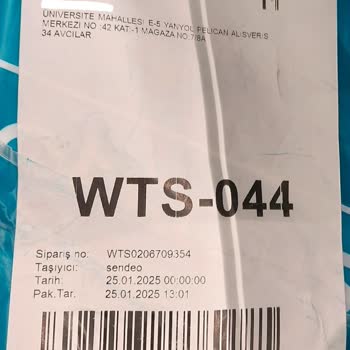 ÜNİVERSİTE MAHALLESİ E-5 YANYOL PELİCAN ALISVERİS
MERKEZİ NO :42 KAT:-1 MAGAZA NO:7/8A
34 AVCILAR
WTS-044
Sipariş no: WTS0206709354
Taşıyıcı: sendeo
Tarih: 25.01.2025 00:00:00
Pak.Tar. 25.01.2025 13:01